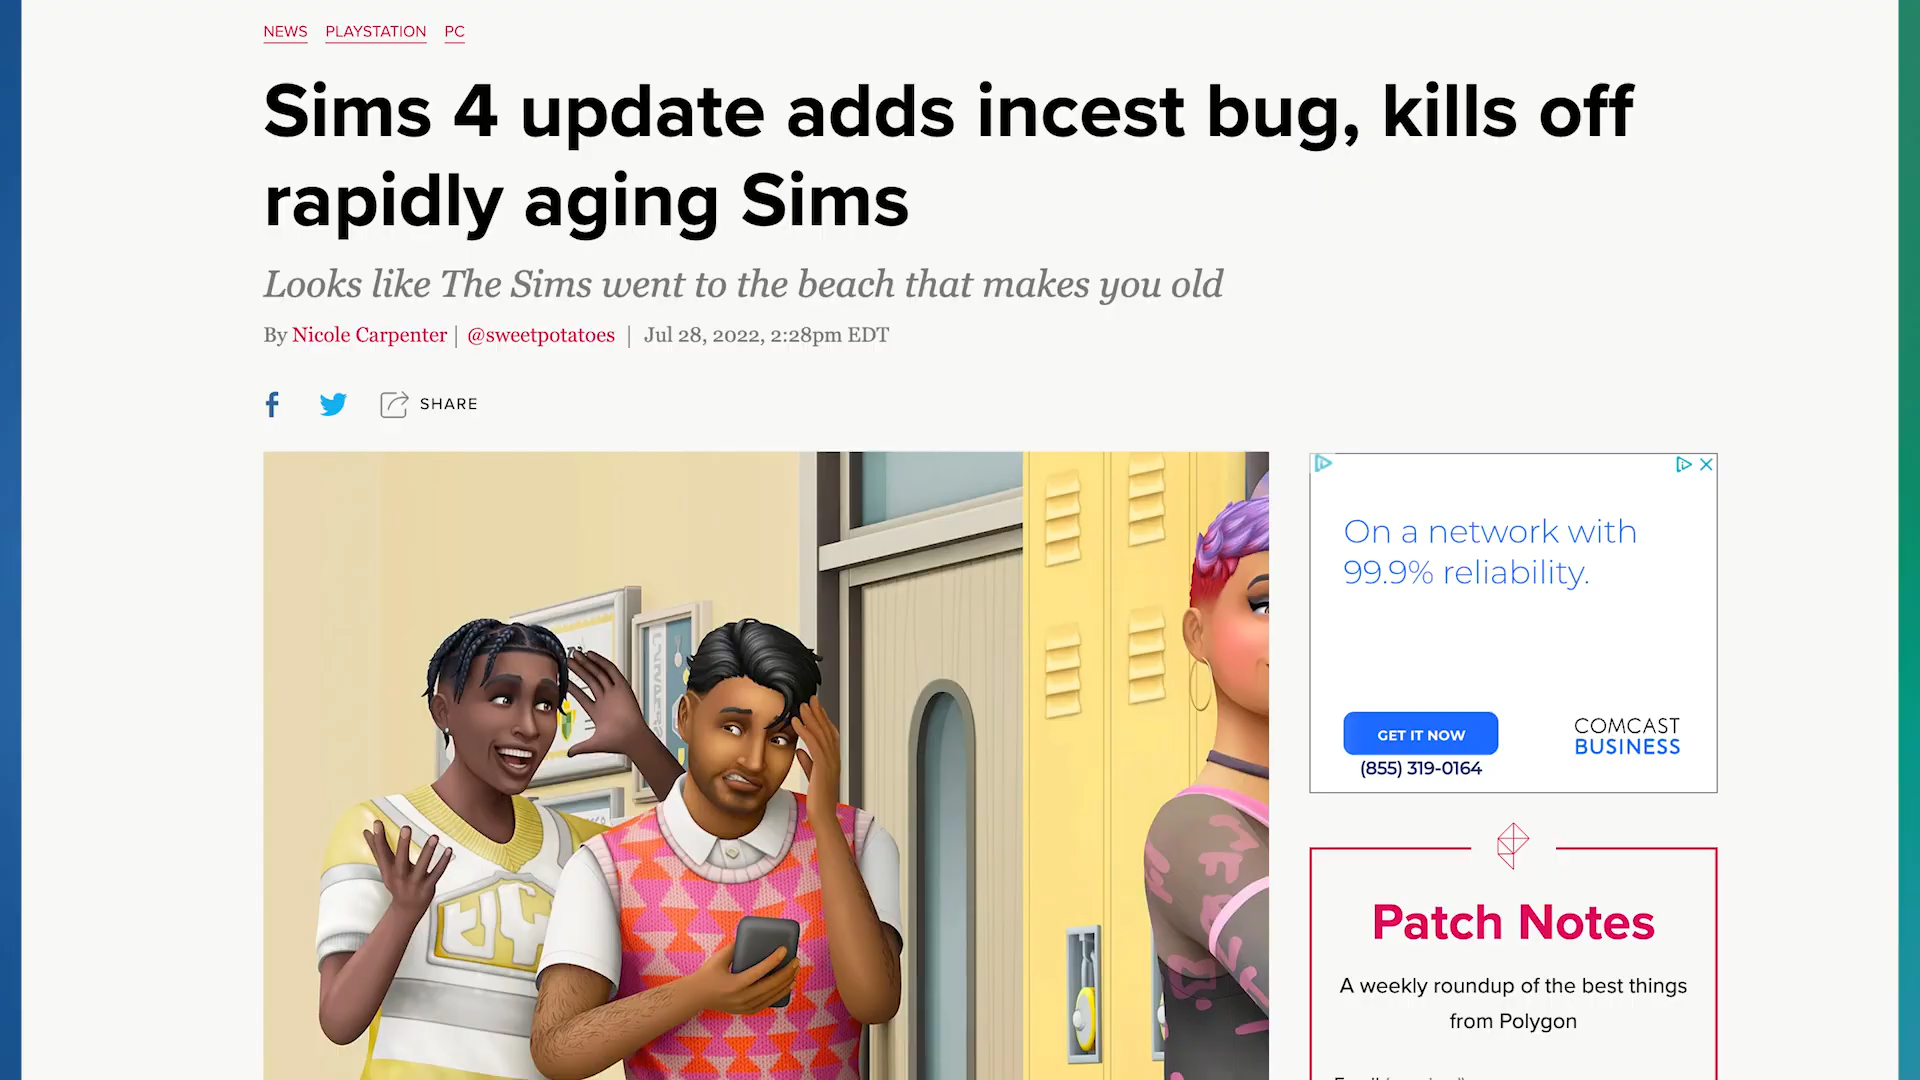 NEWS PLAYSTATION PC
Sims 4 update adds incest bug, kills off
rapidly aging Sims
Looks like The Sims went to the beach that makes you old
By Nicole Carpenter | @sweetpotatoes | Jul 28, 2022, 2:28pm EDT
SHARE
On a network with
99.9% reliability.
GET IT NOW
(855) 319-0164
COMCAST
BUSINESS
Patch Notes
A weekly roundup of the best things
from Polygon